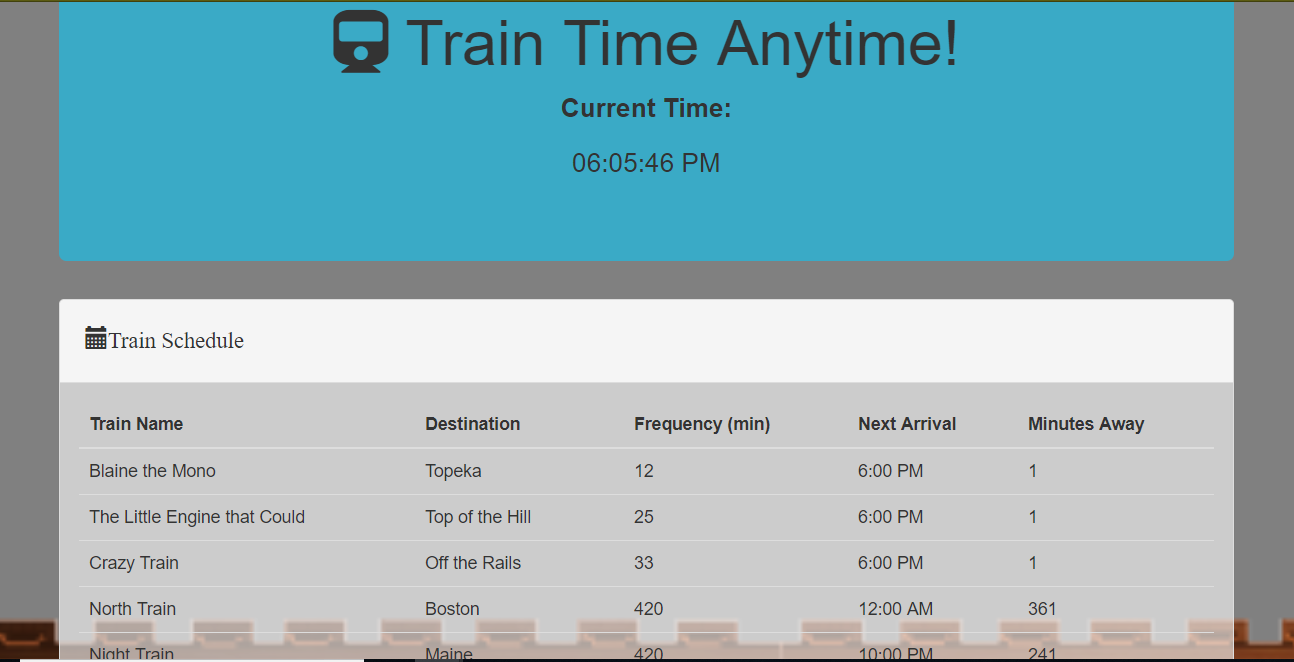 Train Time Anytime!
Current Time:
06:05:46 PM
Train Schedule
Train Name Destination Frequency (min) Next Arrival Minutes Away
Blaine the Mono Topeka 12 6:00 PM 1
The Little Engine that Could Top of the Hill 25 6:00 PM 1
Crazy Train Off the Rails 33 6:00 PM 1
North Train Boston 420 12:00 AM 361
Night Train Maine 420 10:00 PM 241